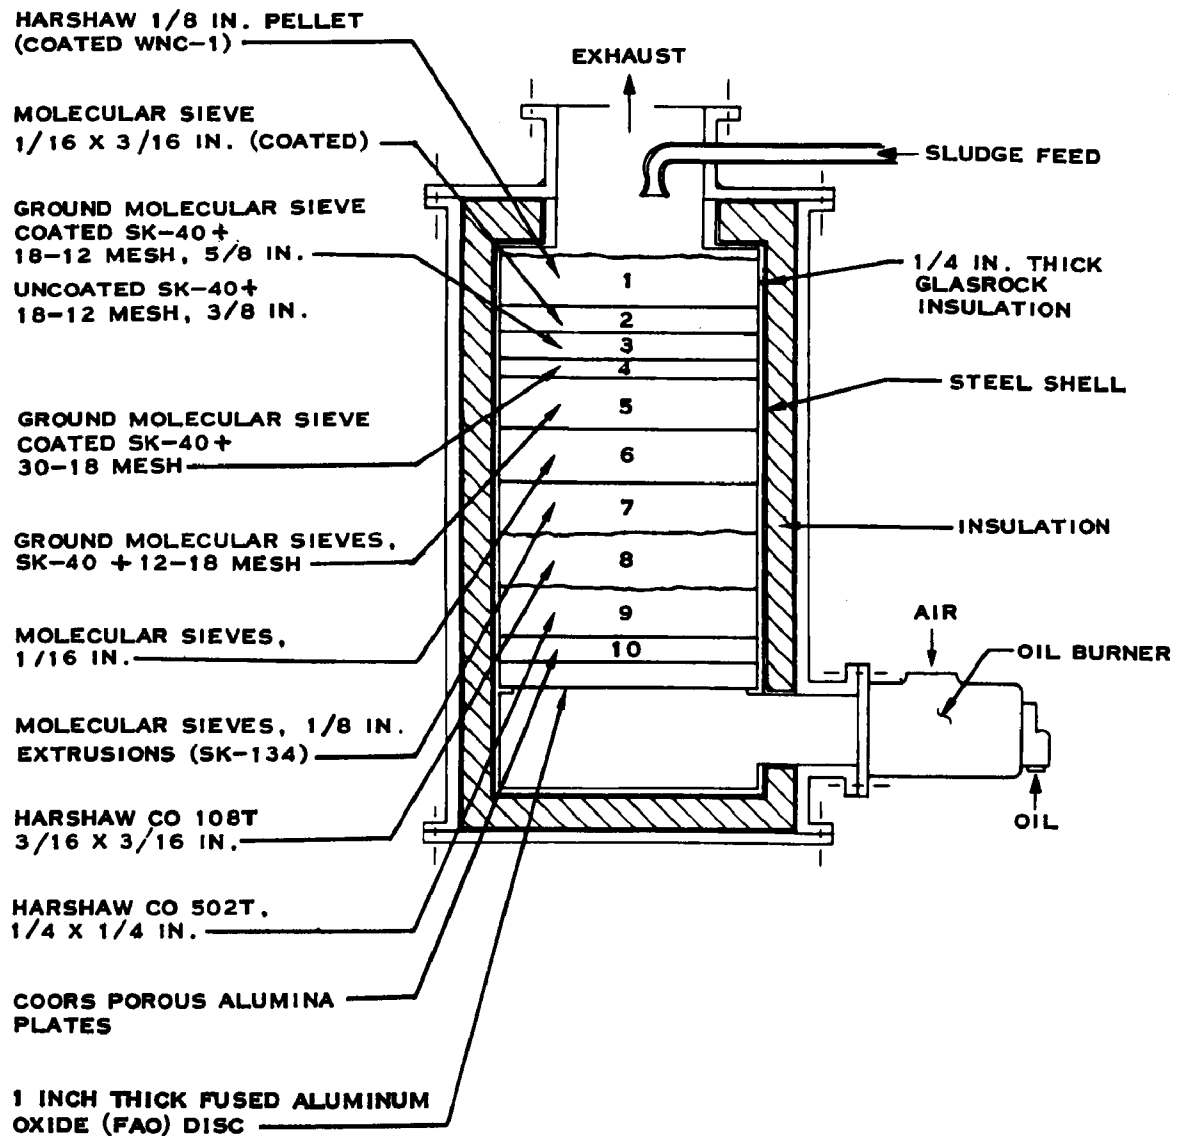 HARSHAW 1/8 IN. PELLET
(COATED WNC-1)
MOLECULAR SIEVE
1/16 X 3/16 IN. (COATED)
GROUND MOLECULAR SIEVE
COATED SK-40+
18-12 MESH, 5/8 IN.
UNCOATED SK-40+
18-12 MESH, 3/8 IN.
GROUND MOLECULAR SIEVE
COATED SK-40+
30-18 MESH
GROUND MOLECULAR SIEVES,
SK-40 +12-18 MESH
MOLECULAR SIEVES,
1/16 IN.
MOLECULAR SIEVES, 1/8 IN.
EXTRUSIONS (SK-134)
HARSHAW CO 108T
3/16 X 3/16 IN.
HARSHAW CO 502T,
1/4 X 1/4 IN.
COORS POROUS ALUMINA
PLATES
1 INCH THICK FUSED ALUMINUM
OXIDE (FAO) DISC
EXHAUST
1
2
3
4
5
6
7
8
9
10
SLUDGE FEED
1/4 IN. THICK
GLASROCK
INSULATION
STEEL SHELL
INSULATION
AIR
OIL BURNER
OIL